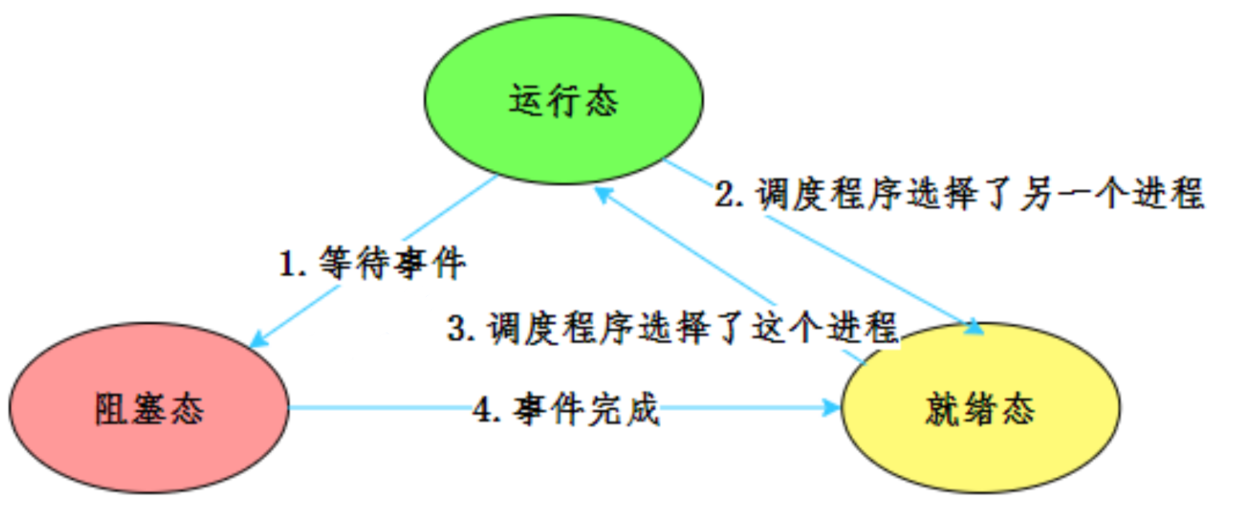 运行态
2.调度程序选择了另一个进程
1.等待事件
3.调度程序选择了这个进程
阻塞态
4.事件完成
就绪态